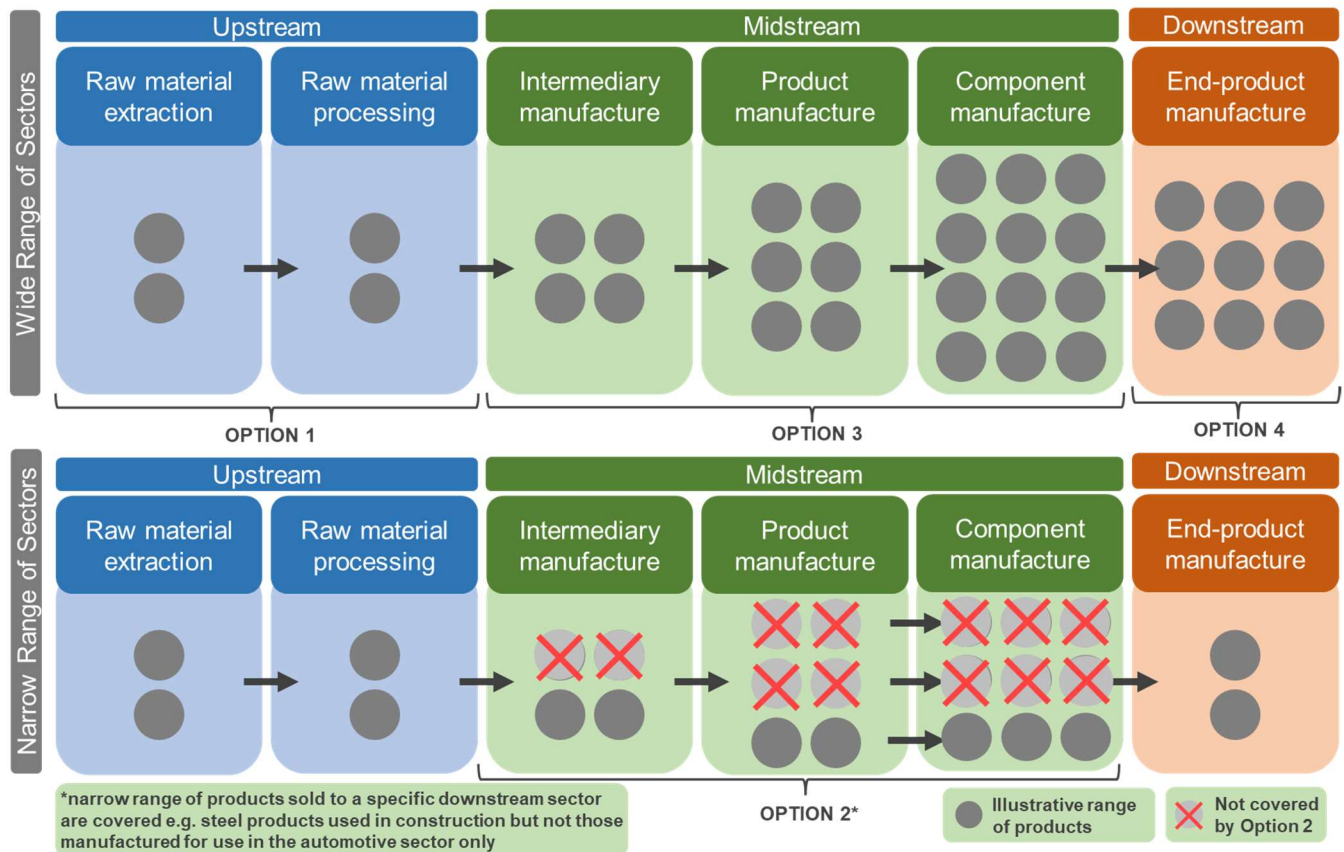 Wide Range of Sectors
Upstream
Midstream
Downstream
Raw material
extraction
Raw material
processing
Intermediary
manufacture
Product
manufacture
Component
manufacture
End-product
manufacture
OPTION 1
OPTION 3
OPTION 4
Narrow Range of Sectors
Upstream
Midstream
Downstream
Raw material
extraction
Raw material
processing
Intermediary
manufacture
Product
manufacture
Component
manufacture
End-product
manufacture
*narrow range of products sold to a specific downstream sector
are covered e.g. steel products used in construction but not those
manufactured for use in the automotive sector only
OPTION 2*
Illustrative range
of products
Not covered
by Option 2